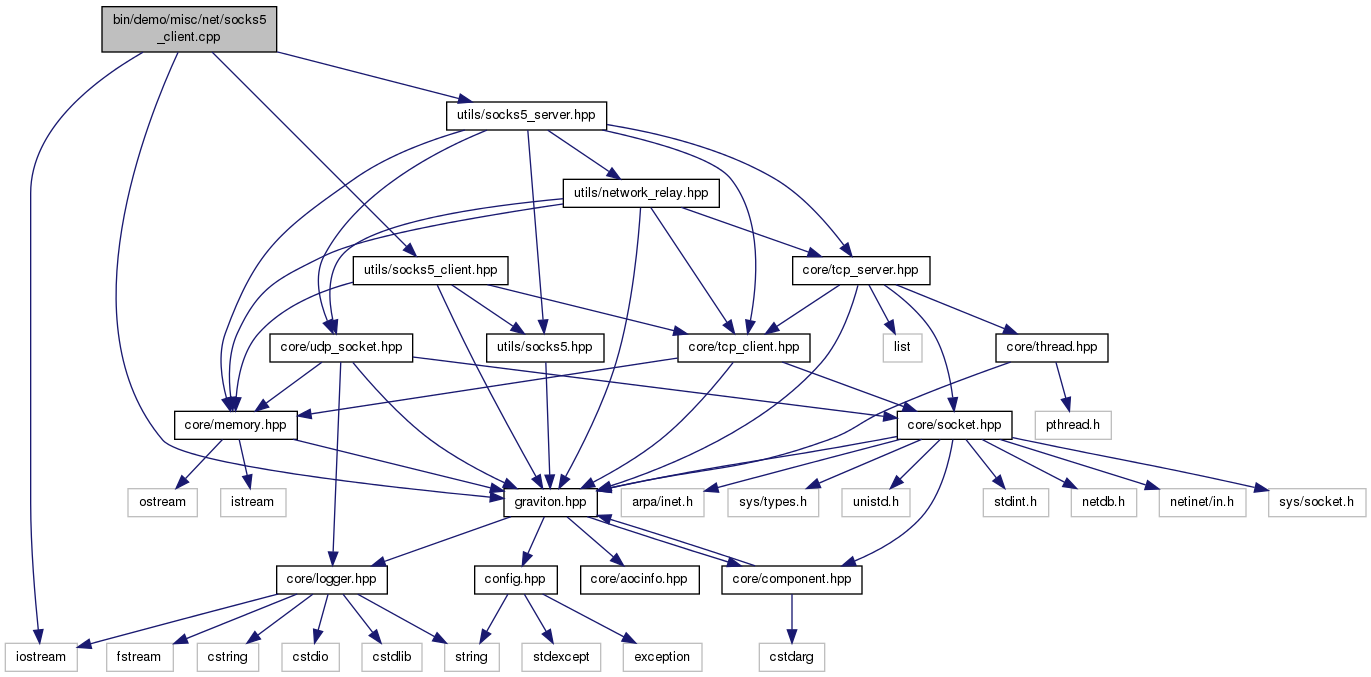 bin/demo/misc/net/socks5
_client.cpp
utils/socks5_server.hpp
utils/network_relay.hpp
utils/socks5_client.hpp
core/tcp_server.hpp
core/udp_socket.hpp
utils/socks5.hpp
core/tcp_client.hpp
list
core/thread.hpp
core/memory.hpp
core/socket.hpp
pthread.h
ostream
istream
graviton.hpp
arpa/inet.h
sys/types.h
unistd.h
stdint.h
netdb.h
netinet/in.h
sys/socket.h
core/logger.hpp
config.hpp
core/aocinfo.hpp
core/component.hpp
iostream
fstream
cstring
cstdio
cstdlib
string
stdexcept
exception
cstdarg